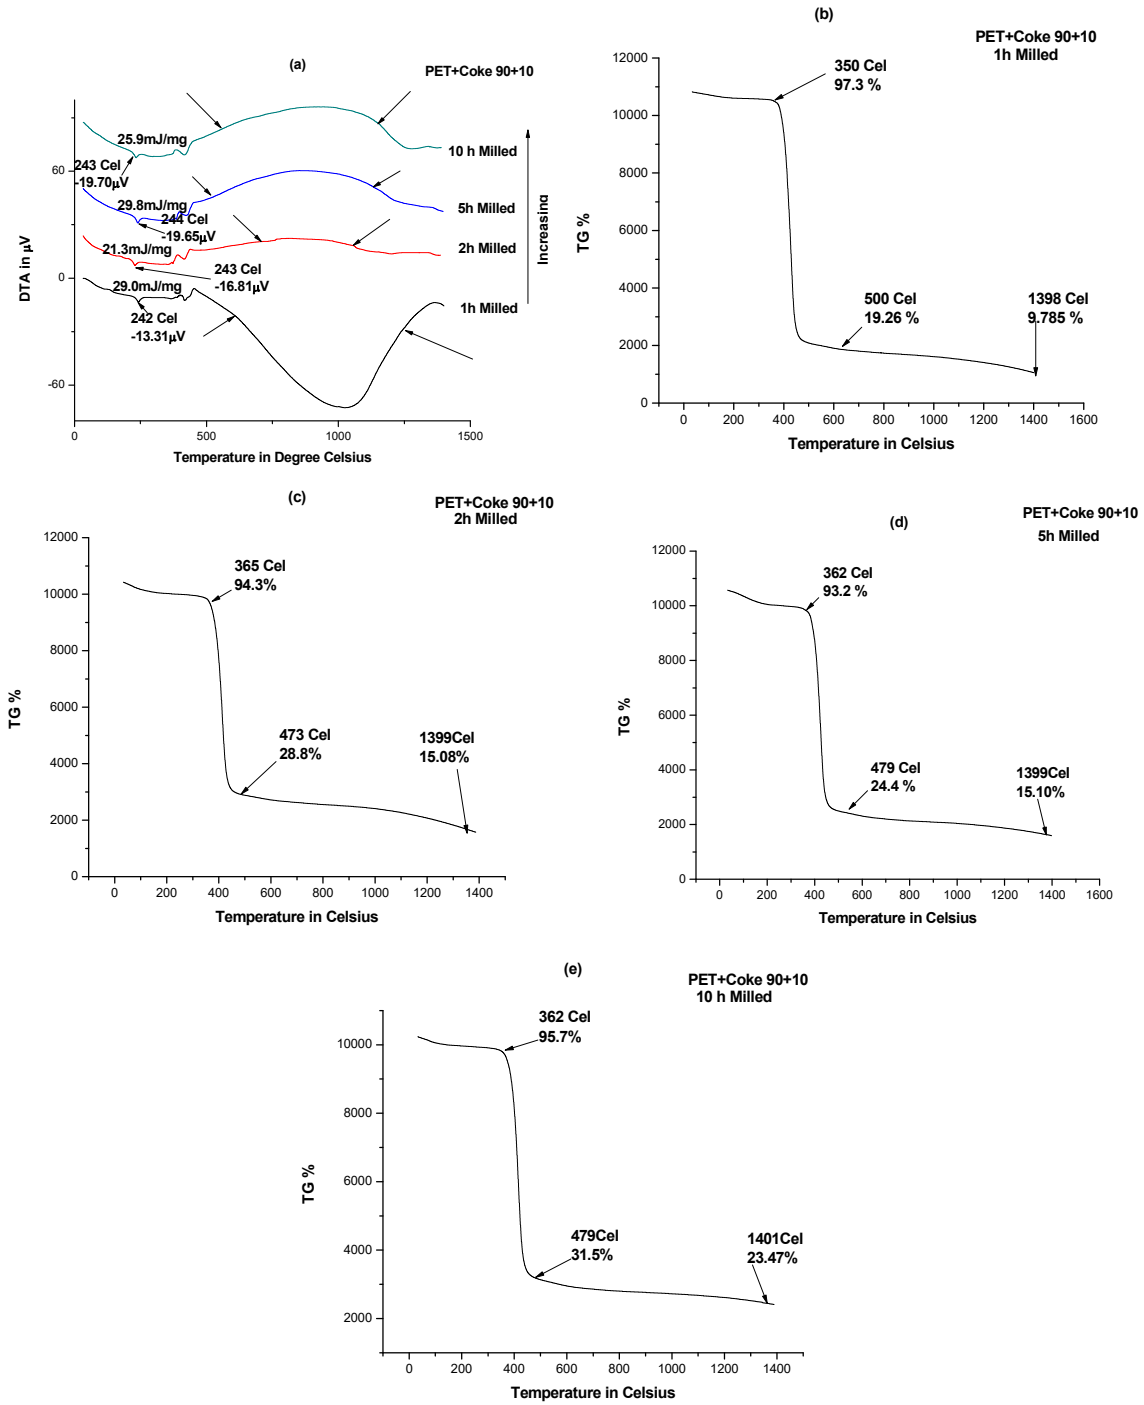 (a)
PET+Coke 90+10
25.9mJ/mg
10 h Milled
243 Cel
-19.70µV
29.8mJ/mg
5h Milled
244 Cel
-19.65µV
21.3mJ/mg
2h Milled
243 Cel
-16.81µV
29.0mJ/mg
1h Milled
242 Cel
-13.31µV
Increasing
DTA in µV
60
0
-60
0
500
1000
1500
Temperature in Degree Celsius
(b)
PET+Coke 90+10
1h Milled
350 Cel
97.3 %
500 Cel
19.26 %
1398 Cel
9.785 %
TG %
12000
10000
8000
6000
4000
2000
0
0
200
400
600
800
1000
1200
1400
1600
Temperature in Celsius
(c)
PET+Coke 90+10
2h Milled
365 Cel
94.3%
473 Cel
28.8%
1399Cel
15.08%
TG %
12000
10000
8000
6000
4000
2000
0
0
200
400
600
800
1000
1200
1400
Temperature in Celsius
(d)
PET+Coke 90+10
5h Milled
362 Cel
93.2 %
479 Cel
24.4 %
1399Cel
15.10%
TG %
12000
10000
8000
6000
4000
2000
0
0
200
400
600
800
1000
1200
1400
1600
Temperature in Celsius
(e)
PET+Coke 90+10
10 h Milled
362 Cel
95.7%
479Cel
31.5%
1401Cel
23.47%
TG %
10000
8000
6000
4000
2000
0
200
400
600
800
1000
1200
1400
Temperature in Celsius